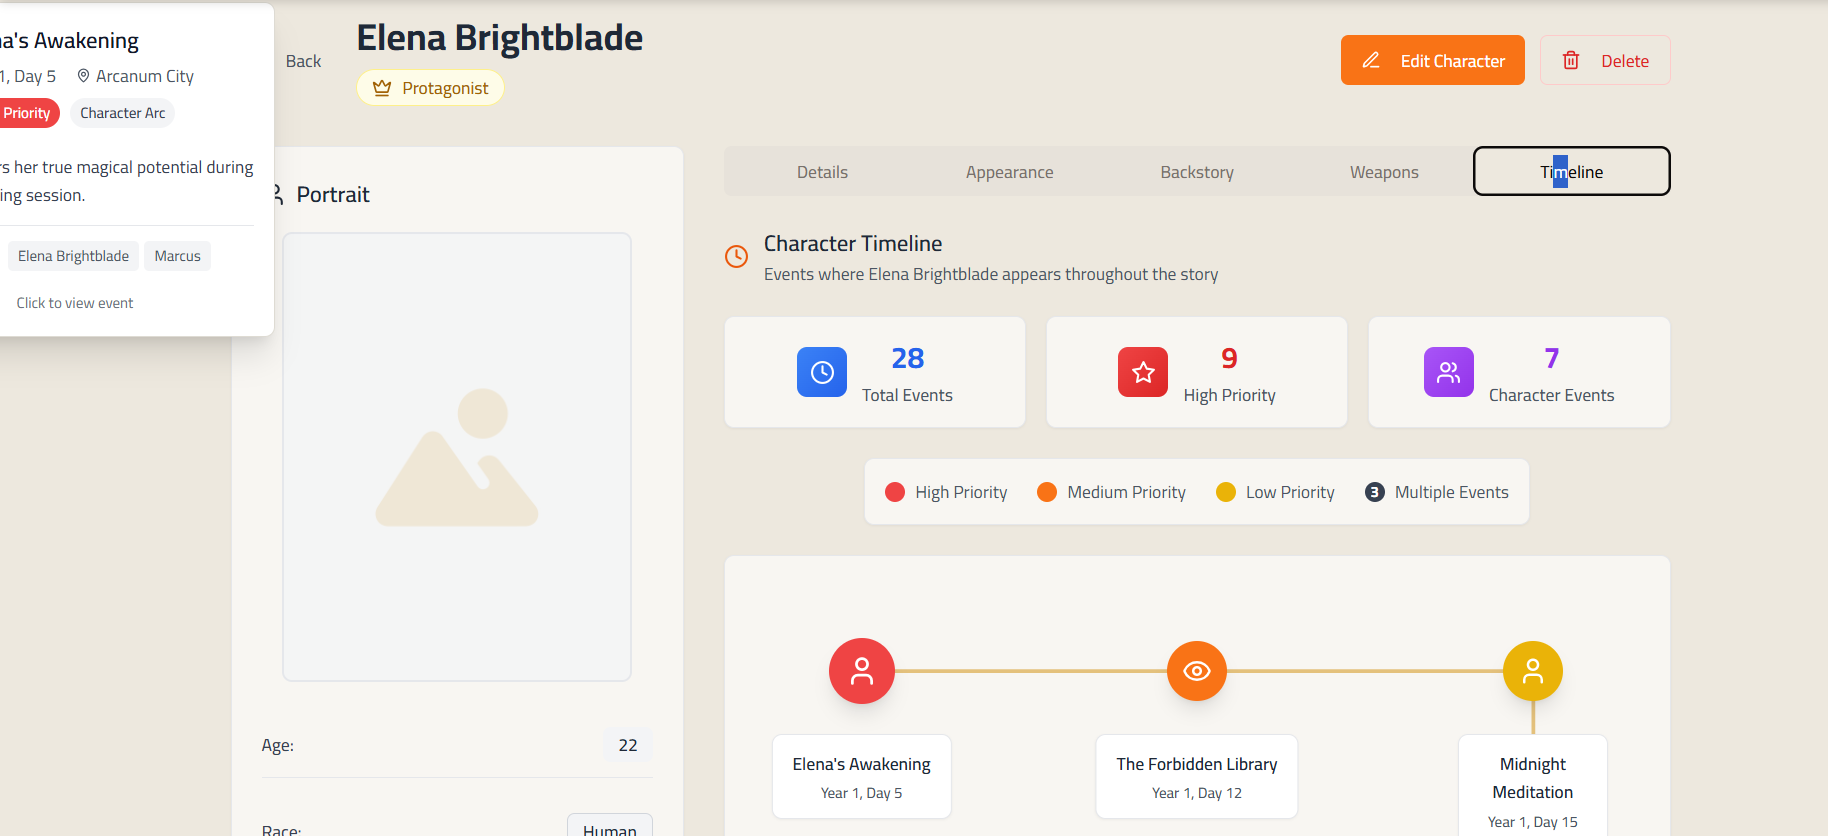 a's Awakening
1, Day 5
Arcanum City
Priority
Character Arc
rs her true magical potential during
ing session.
Elena Brightblade
Marcus
Click to view event
Back
Elena Brightblade
Protagonist
Edit Character
Delete
Portrait
Age:
22
Race:
Human
Details
Appearance
Backstory
Weapons
Timeline
Character Timeline
Events where Elena Brightblade appears throughout the story
28
Total Events
9
High Priority
7
Character Events
High Priority
Medium Priority
Low Priority
3
Multiple Events
Elena's Awakening
Year 1, Day 5
The Forbidden Library
Year 1, Day 12
Midnight
Meditation
Year 1, Day 15